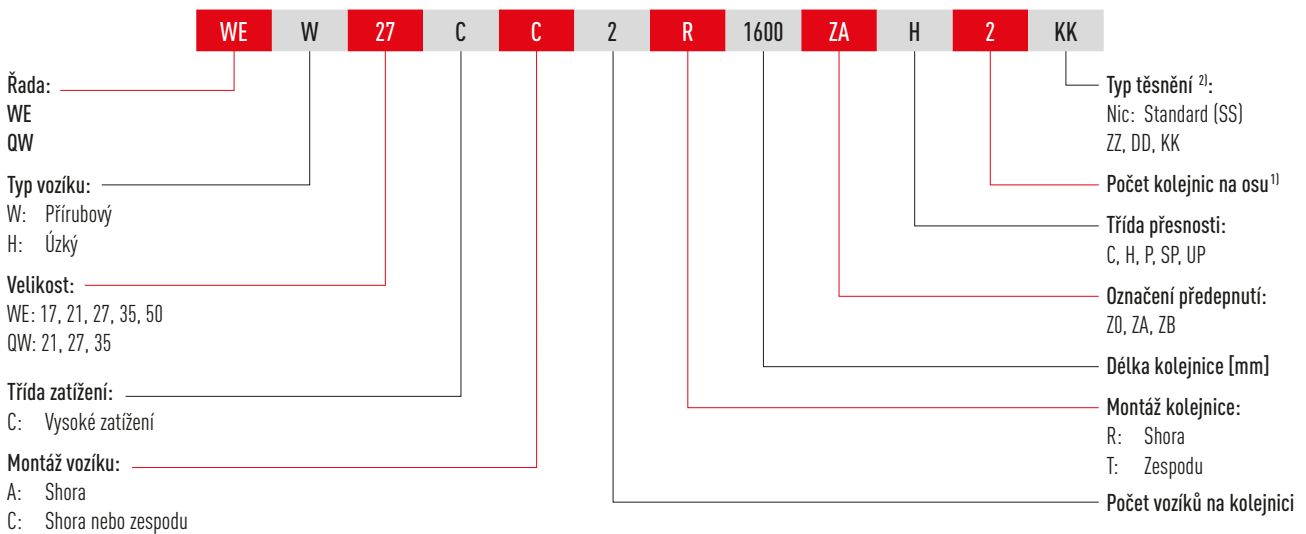 WE W 27 C C 2 R 1600 ZA H 2 KK
Řada:
WE
QW
Typ vozíku:
W: Přírubový
H: Úzký
Velikost:
WE: 17, 21, 27, 35, 50
QW: 21, 27, 35
Třída zatížení:
C: Vysoké zatížení
Montáž vozíku:
A: Shora
C: Shora nebo zespodu
Typ těsnění ²⁾:
Nic: Standard (SS)
ZZ, DD, KK
Počet kolejnic na osu¹⁾
Třída přesnosti:
C, H, P, SP, UP
Označení předepnutí:
Z0, ZA, ZB
Délka kolejnice [mm]
Montáž kolejnice:
R: Shora
T: Zespodu
Počet vozíků na kolejnici